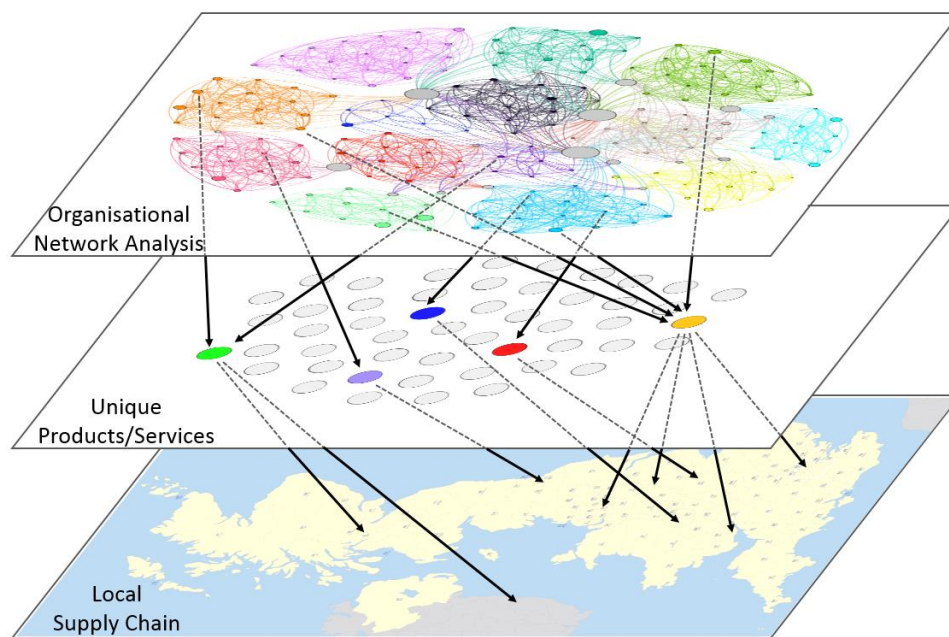 Organisational
Network Analysis
Unique
Products/Services
Local
Supply Chain